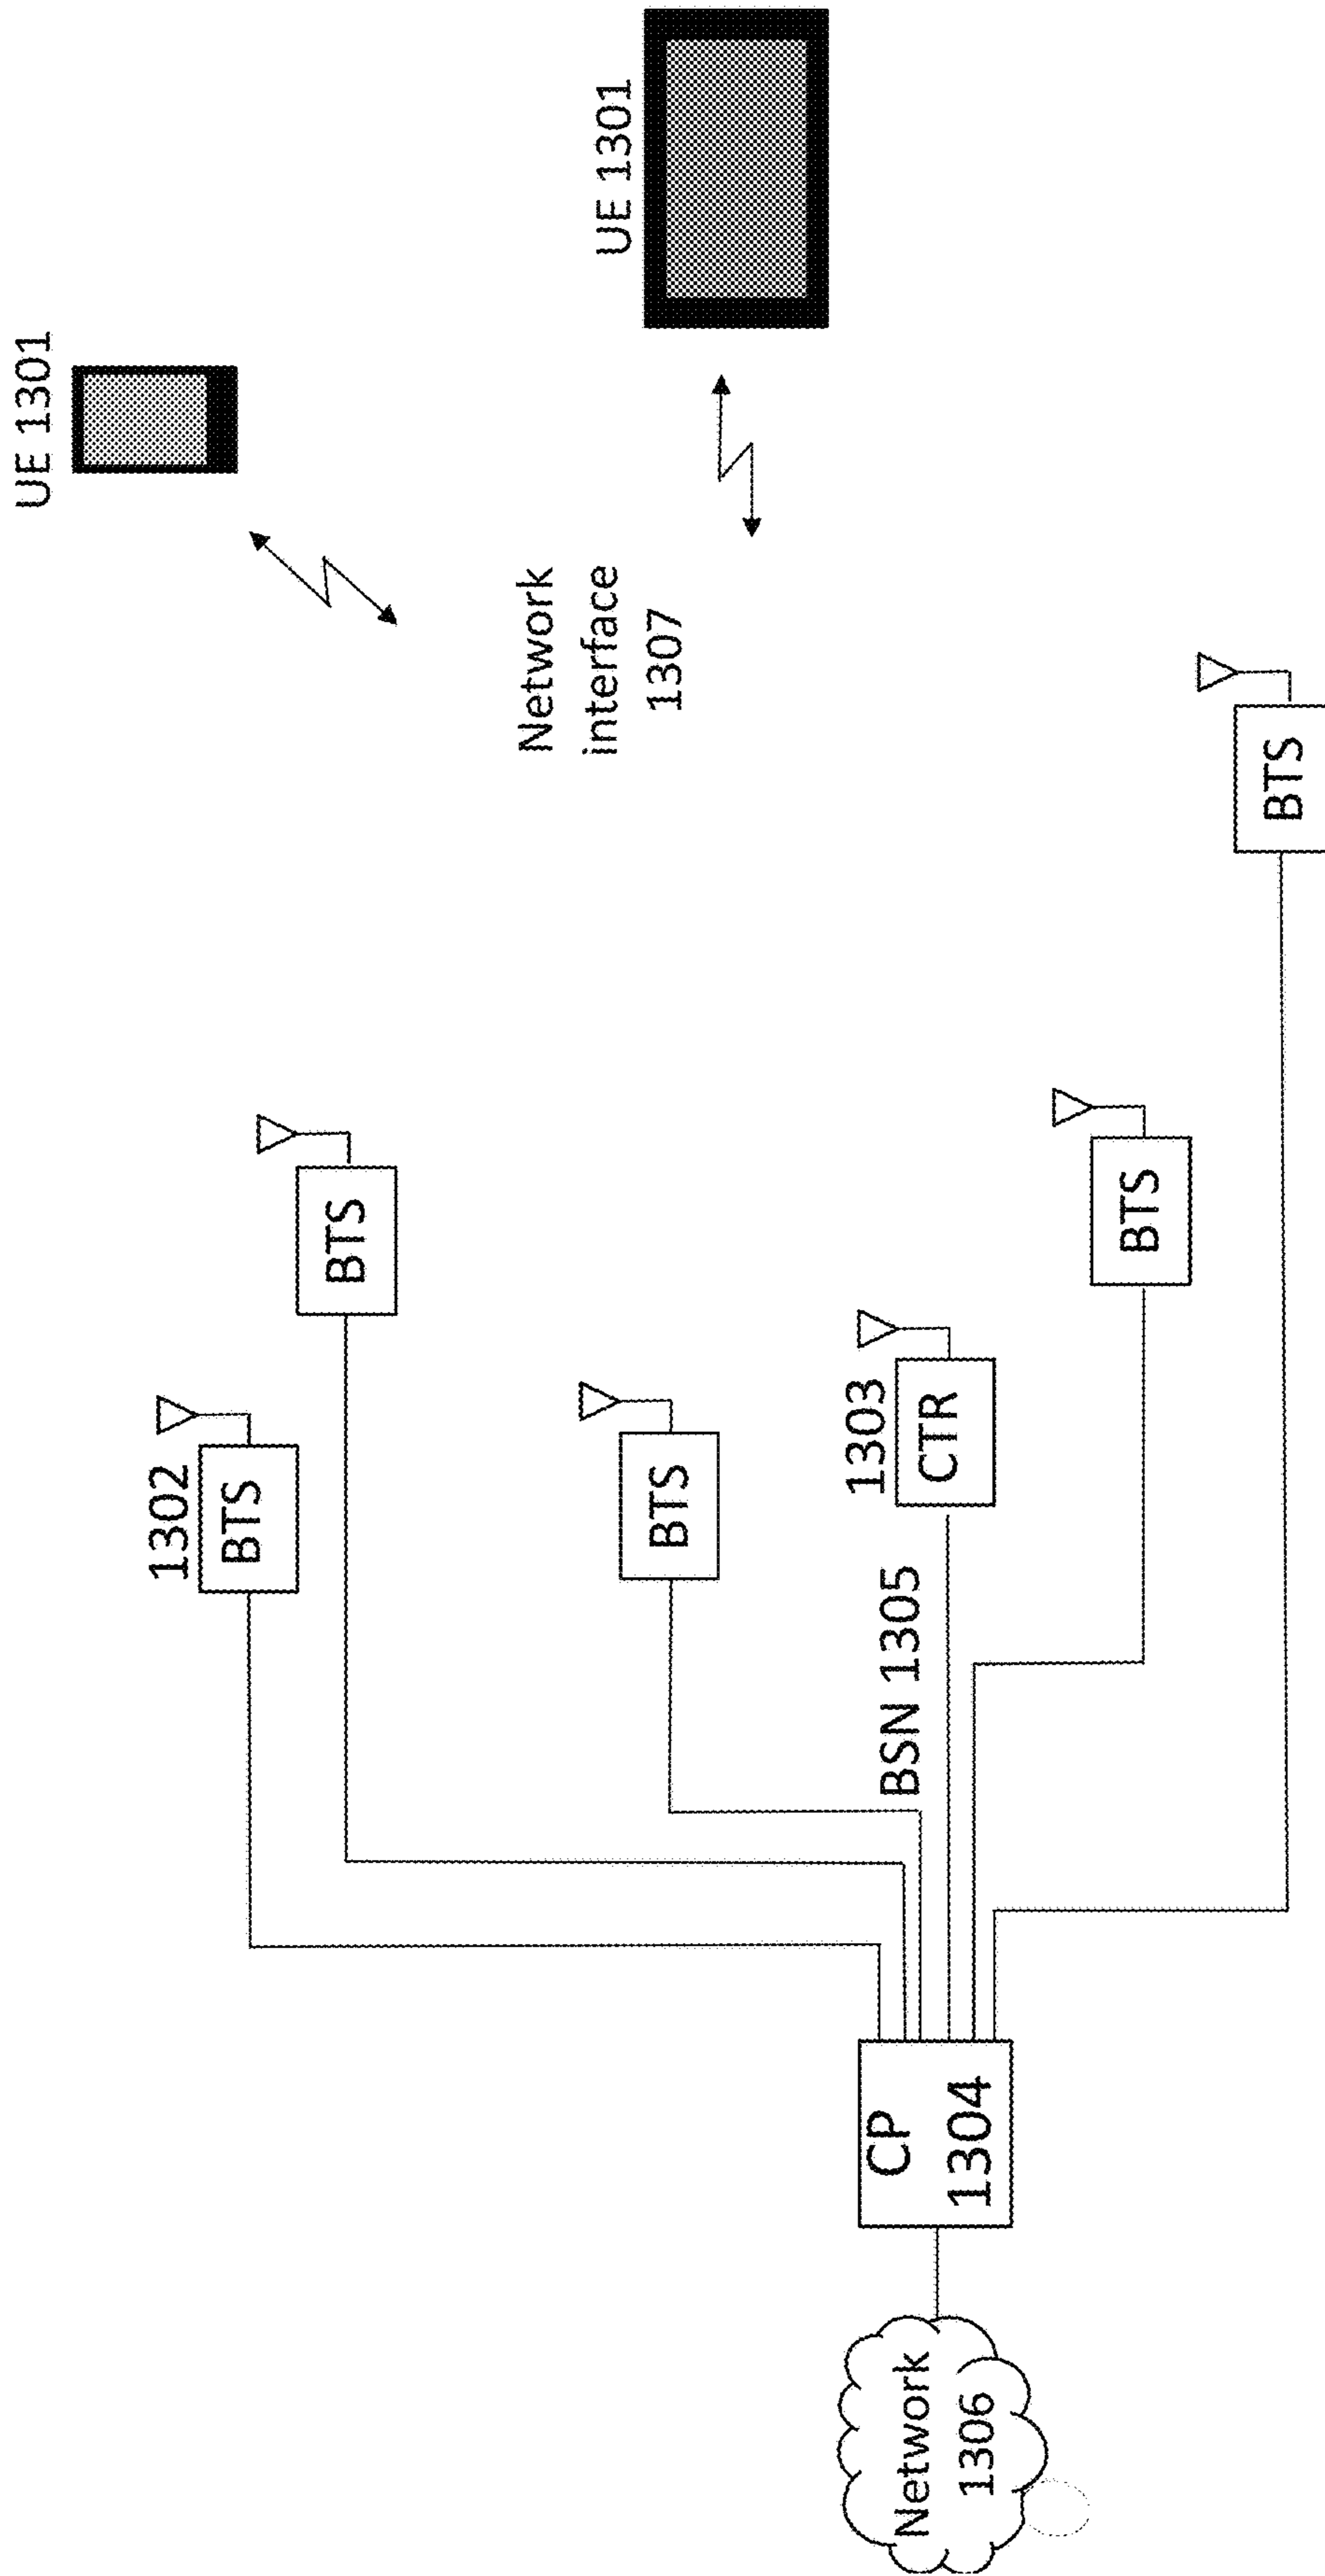 UE 1301
UE 1301
Network
interface
1307
1302
BTS
BTS
BTS
1303
CTR
BTS
BTS
BSN 1305
CP
1304
Network
1306